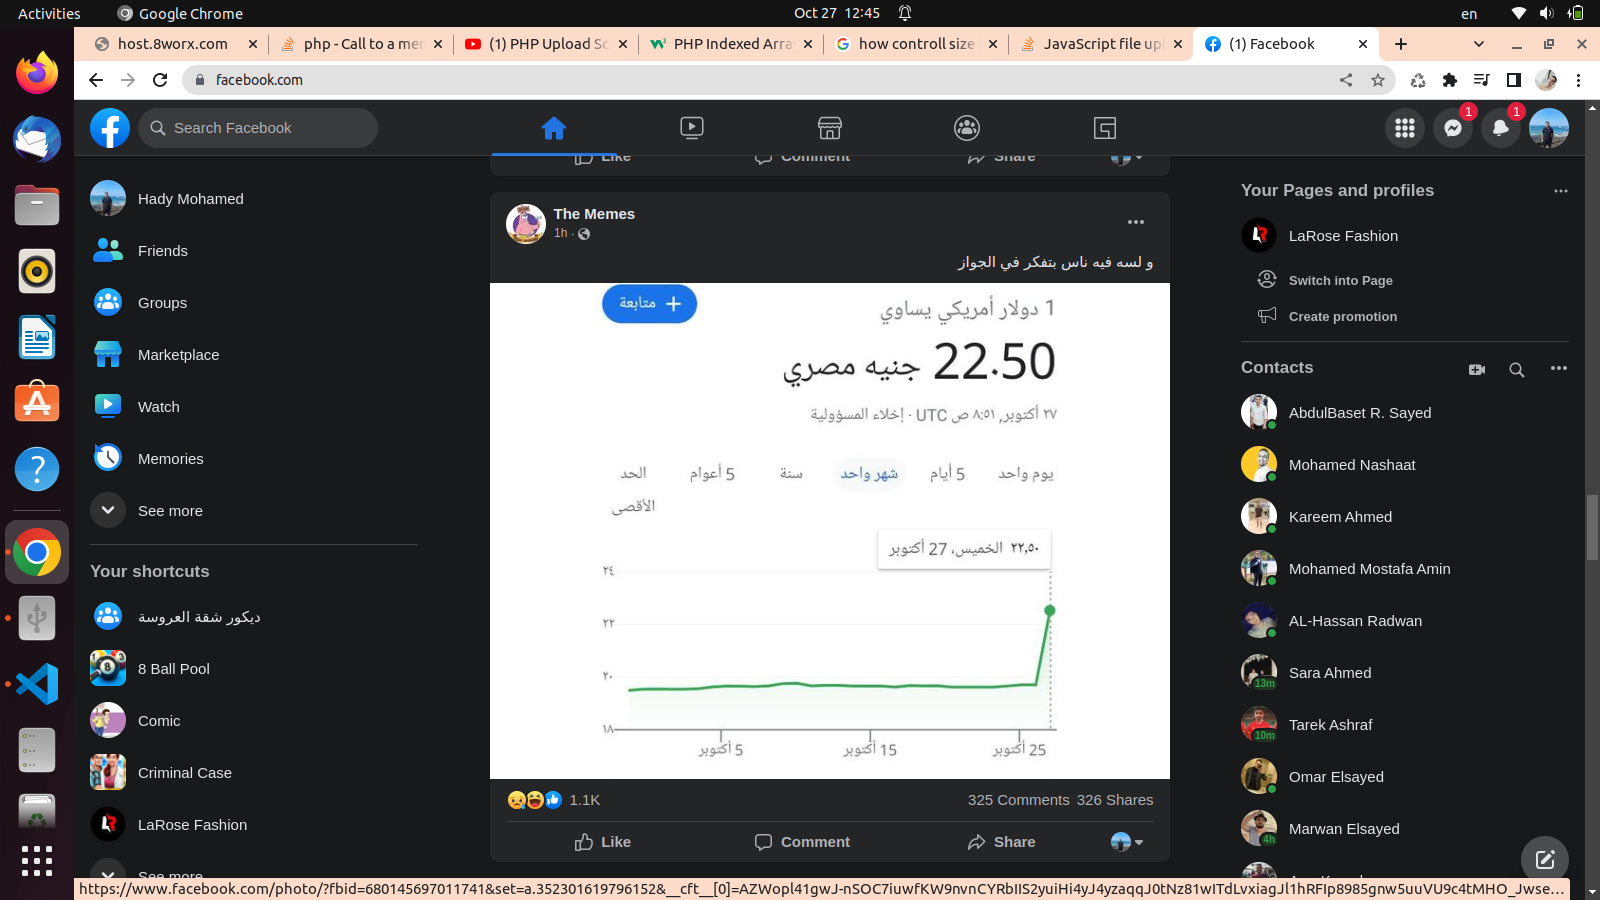 Activities
Google Chrome
Oct 27 12:45
en
host.8worx.com
php - Call to a mer
(1) PHP Upload Sc
PHP Indexed Arra
how controll size
JavaScript file upl
(1) Facebook
facebook.com
Search Facebook
1
1
Hady Mohamed
Friends
Groups
Marketplace
Watch
Memories
See more
Your shortcuts
ديكور شقة العروسة
8 Ball Pool
Comic
Criminal Case
LaRose Fashion
See more
Like
Comment
Share
The Memes
1h ·
و لسه فيه ناس بتفكر في الجواز
1 دولار أمريكي يساوي
متابعة
22.50 جنيه مصري
٢٧ أكتوبر, ٨:٥١ ص UTC · إخلاء المسؤولية
يوم واحد
5 أيام
شهر واحد
سنة
5 أعوام
الحد الأقصى
٢٢٫٥٠ الخميس، 27 أكتوبر
٢٤
٢٢
٢٠
١٨
5 أكتوبر
15 أكتوبر
25 أكتوبر
1.1K
325 Comments 326 Shares
Like
Comment
Share
Your Pages and profiles
LaRose Fashion
Switch into Page
Create promotion
Contacts
AbdulBaset R. Sayed
Mohamed Nashaat
Kareem Ahmed
Mohamed Mostafa Amin
AL-Hassan Radwan
Sara Ahmed
13m
Tarek Ashraf
10m
Omar Elsayed
Marwan Elsayed
4h
https://www.facebook.com/photo/?fbid=680145697011741&set=a.352301619796152&__cft__[0]=AZWopl41gwJ-nSOC7iuwfKW9nvnCYRbIIS2yuiHi4yJ4yzaqqJ0tNz81wITdLvxiagJl1hRFIp8985gnw5uuVU9c4tMHO_Jwse…